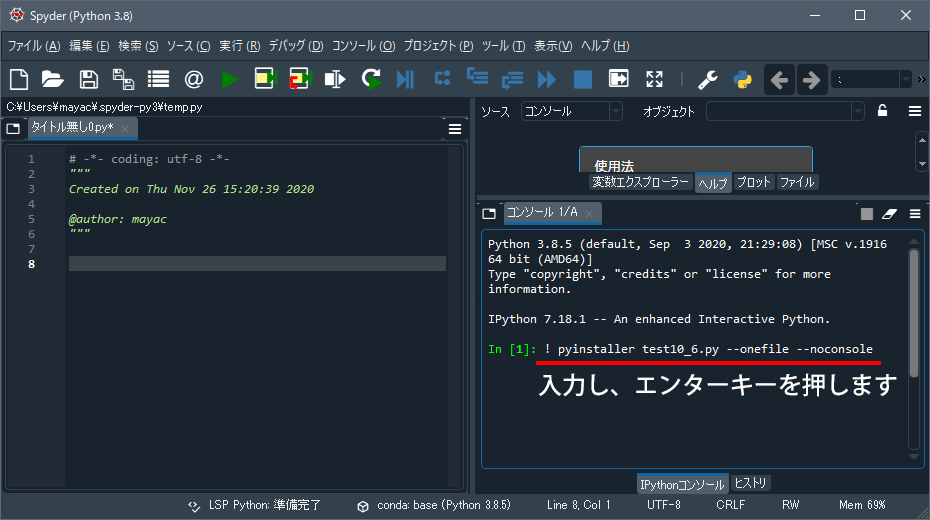 Spyder (Python 3.8)
ファイル (A) 編集 (E) 検索 (S) ソース (C) 実行 (R) デバッグ (D) コンソール (O) プロジェクト (P) ツール (T) 表示(V) ヘルプ (H)
C:¥Users¥mayac¥.spyder-py3¥temp.py
タイトル無し0.py*
1 # -*- coding: utf-8 -*-
2 """
3 Created on Thu Nov 26 15:20:39 2020
4
5 @author: mayac
6 """
7
8
ソース コンソール オブジェクト
使用法
変数エクスプローラー ヘルプ プロット ファイル
コンソール 1/A
Python 3.8.5 (default, Sep  3 2020, 21:29:08) [MSC v.1916
64 bit (AMD64)]
Type "copyright", "credits" or "license" for more
information.
IPython 7.18.1 -- An enhanced Interactive Python.
In [1]: ! pyinstaller test10_6.py --onefile --noconsole
入力し、エンターキーを押します
IPythonコンソール ヒストリ
LSP Python: 準備完了 conda: base (Python 3.8.5) Line 8, Col 1 UTF-8 CRLF RW Mem 69%